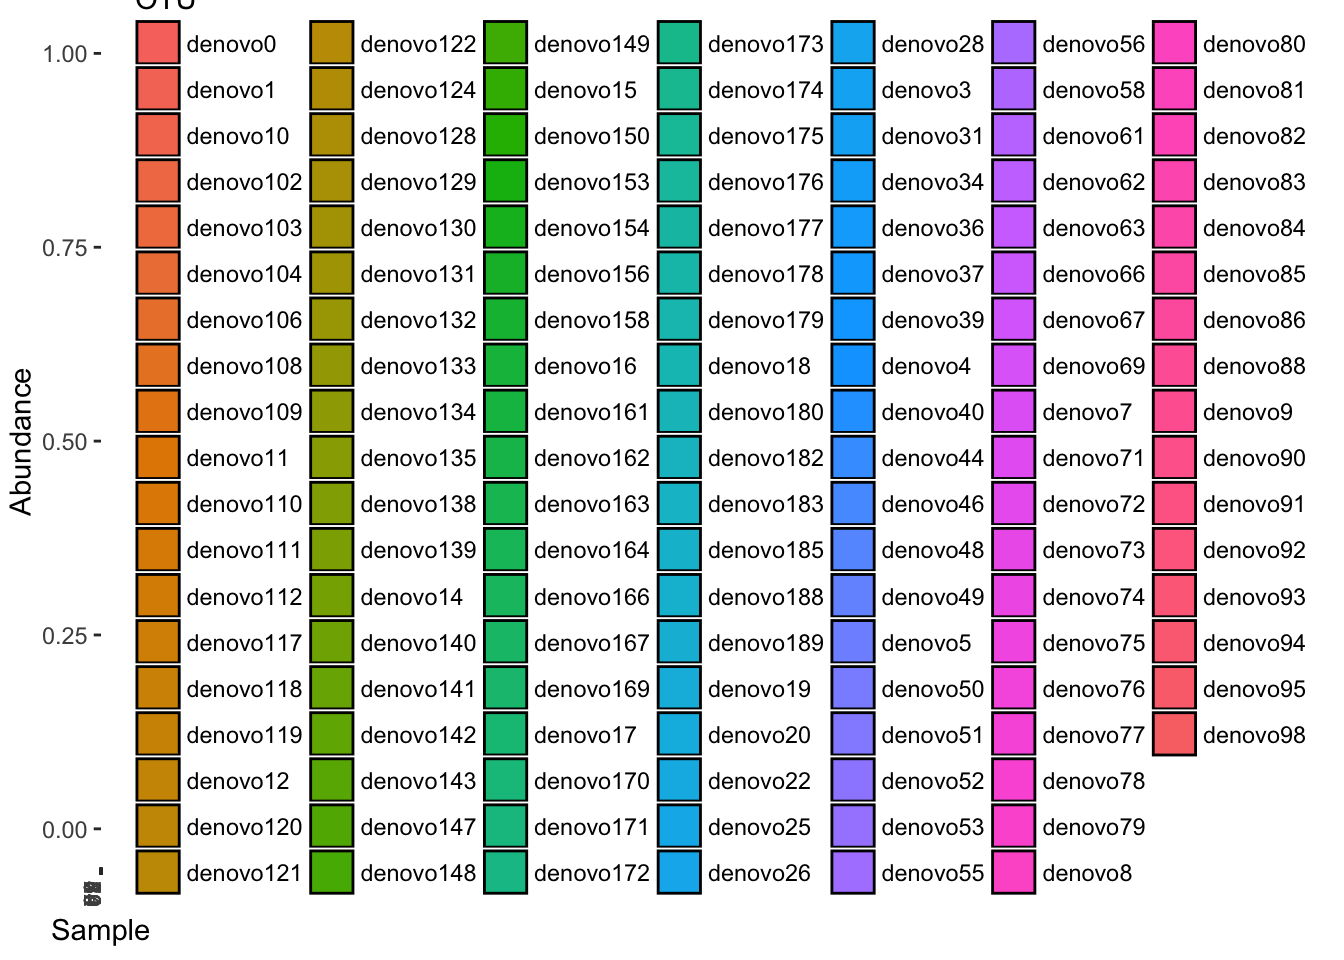 OTU
denovo0 denovo122 denovo149 denovo173 denovo28 denovo56 denovo80
1.00
denovo1 denovo124 denovo15 denovo174 denovo3 denovo58 denovo81
denovo10 denovo128 denovo150 denovo175 denovo31 denovo61 denovo82
denovo102 denovo129 denovo153 denovo176 denovo34 denovo62 denovo83
denovo103 denovo130 denovo154 denovo177 denovo36 denovo63 denovo84
0.75
denovo104 denovo131 denovo156 denovo178 denovo37 denovo66 denovo85
denovo106 denovo132 denovo158 denovo179 denovo39 denovo67 denovo86
denovo108 denovo133 denovo16 denovo18 denovo4 denovo69 denovo88
denovo109 denovo134 denovo161 denovo180 denovo40 denovo7 denovo9
Abundance
0.50
denovo11 denovo135 denovo162 denovo182 denovo44 denovo71 denovo90
denovo110 denovo138 denovo163 denovo183 denovo46 denovo72 denovo91
denovo111 denovo139 denovo164 denovo185 denovo48 denovo73 denovo92
denovo112 denovo14 denovo166 denovo188 denovo49 denovo74 denovo93
0.25
denovo117 denovo140 denovo167 denovo189 denovo5 denovo75 denovo94
denovo118 denovo141 denovo169 denovo19 denovo50 denovo76 denovo95
denovo119 denovo142 denovo17 denovo20 denovo51 denovo77 denovo98
denovo12 denovo143 denovo170 denovo22 denovo52 denovo78
0.00
denovo120 denovo147 denovo171 denovo25 denovo53 denovo79
denovo121 denovo148 denovo172 denovo26 denovo55 denovo8
Sample